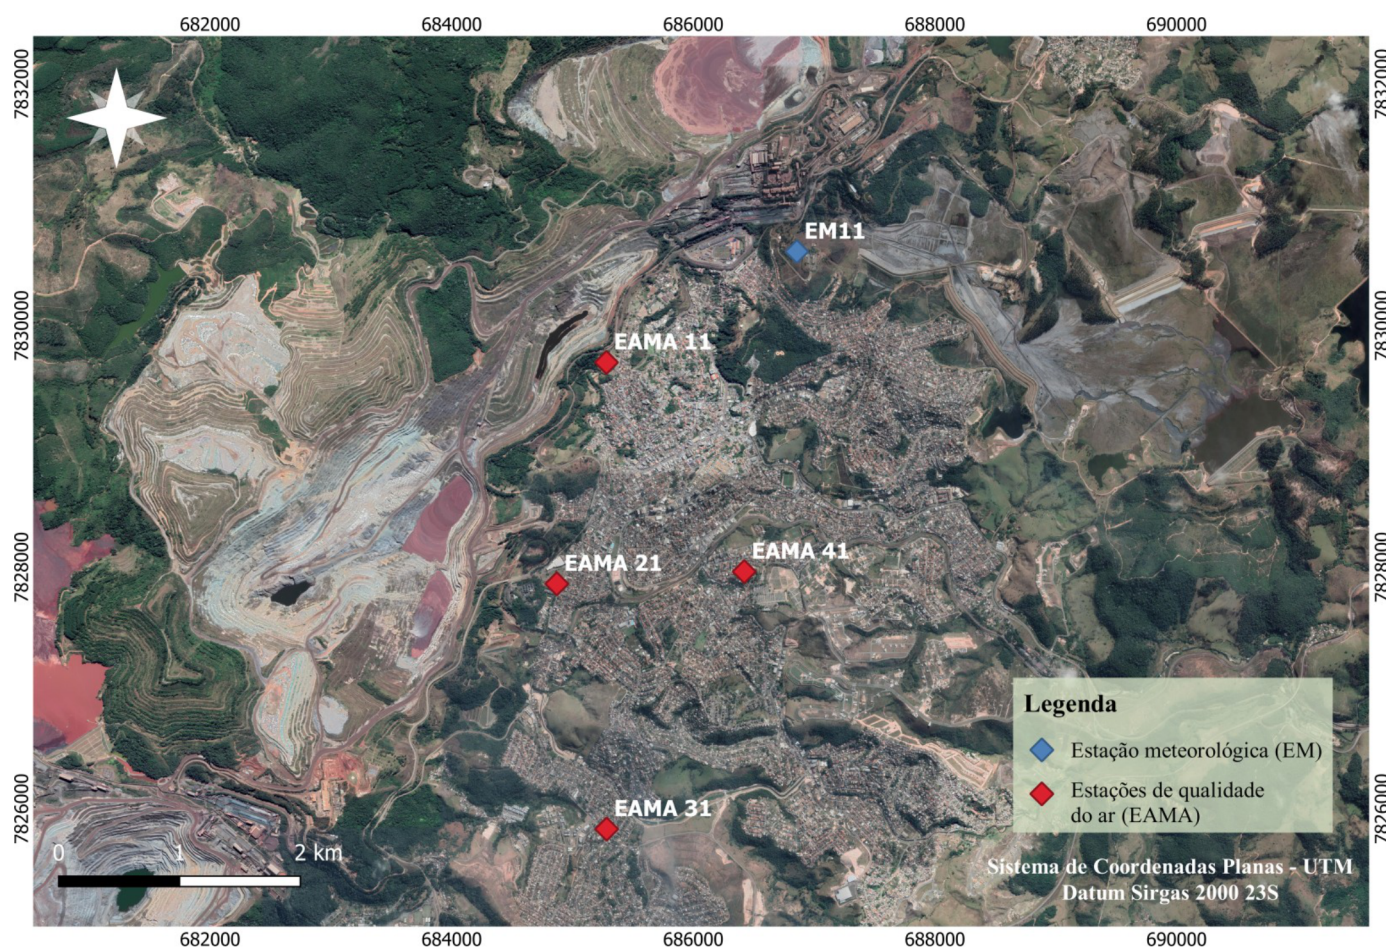 682000 684000 686000 688000 690000
7832000 7832000
EM11
7830000 7830000
EAMA 11
7828000 7828000
EAMA 41
EAMA 21
Legenda
Estação meteorológica (EM)
Estações de qualidade
do ar (EAMA)
7826000 7826000
EAMA 31
0 1 2 km
Sistema de Coordenadas Planas - UTM
Datum Sirgas 2000 23S
682000 684000 686000 688000 690000